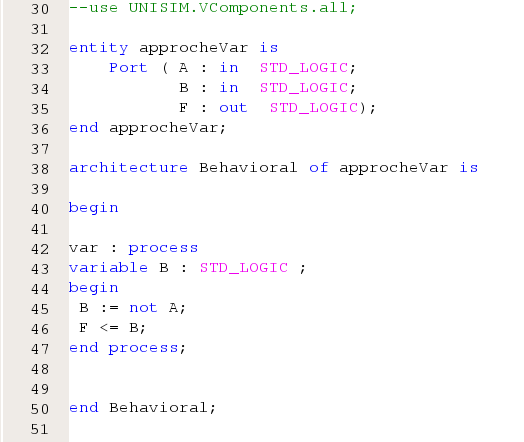 30 --use UNISIM.VComponents.all;
31
32 entity approcheVar is
33     Port ( A : in  STD_LOGIC;
34            B : in  STD_LOGIC;
35            F : out  STD_LOGIC);
36 end approcheVar;
37
38 architecture Behavioral of approcheVar is
39
40 begin
41
42 var : process
43 variable B : STD_LOGIC ;
44 begin
45  B := not A;
46  F <= B;
47 end process;
48
49
50 end Behavioral;
51